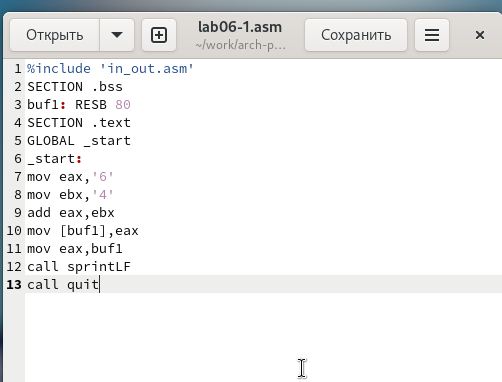 Открыть
lab06-1.asm
~/work/arch-p...
Сохранить
1 %include 'in_out.asm'
2 SECTION .bss
3 buf1: RESB 80
4 SECTION .text
5 GLOBAL _start
6 _start:
7 mov eax,'6'
8 mov ebx,'4'
9 add eax,ebx
10 mov [buf1],eax
11 mov eax,buf1
12 call sprintLF
13 call quit